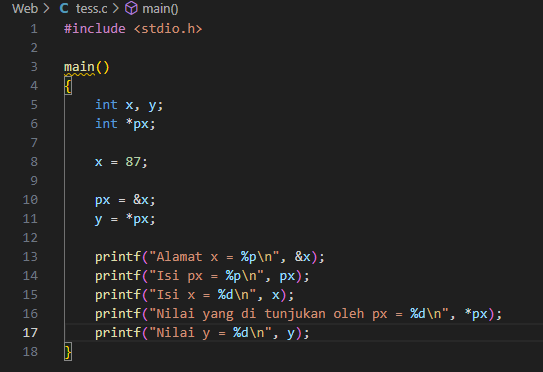 Web > C tess.c > main()
1 #include <stdio.h>
2
3 main()
4 {
5     int x, y;
6     int *px;
7
8     x = 87;
9
10     px = &x;
11     y = *px;
12
13     printf("Alamat x = %p\n", &x);
14     printf("Isi px = %p\n", px);
15     printf("Isi x = %d\n", x);
16     printf("Nilai yang di tunjukan oleh px = %d\n", *px);
17     printf("Nilai y = %d\n", y);
18 }